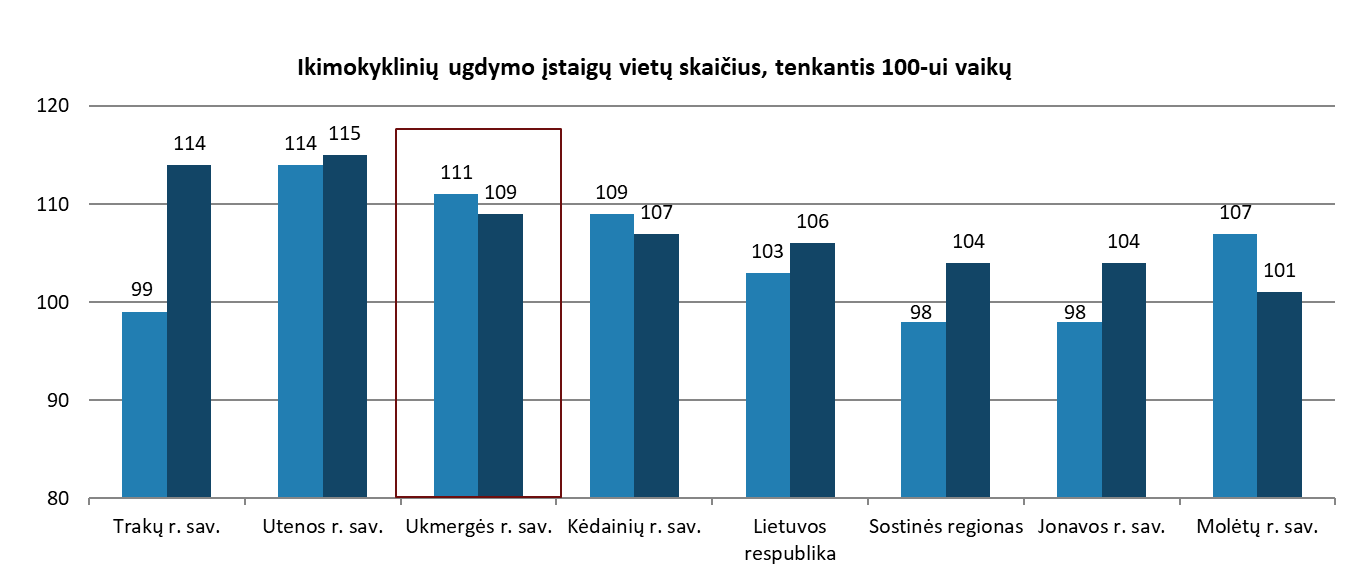 Ikimokyklinių ugdymo įstaigų vietų skaičius, tenkantis 100-ui vaikų
120
110
100
90
80
99
114
114
115
111
109
109
107
103
106
98
104
98
104
107
101
Trakų r. sav.
Utenos r. sav.
Ukmergės r. sav.
Kėdainių r. sav.
Lietuvos
respublika
Sostinės regionas
Jonavos r. sav.
Molėtų r. sav.